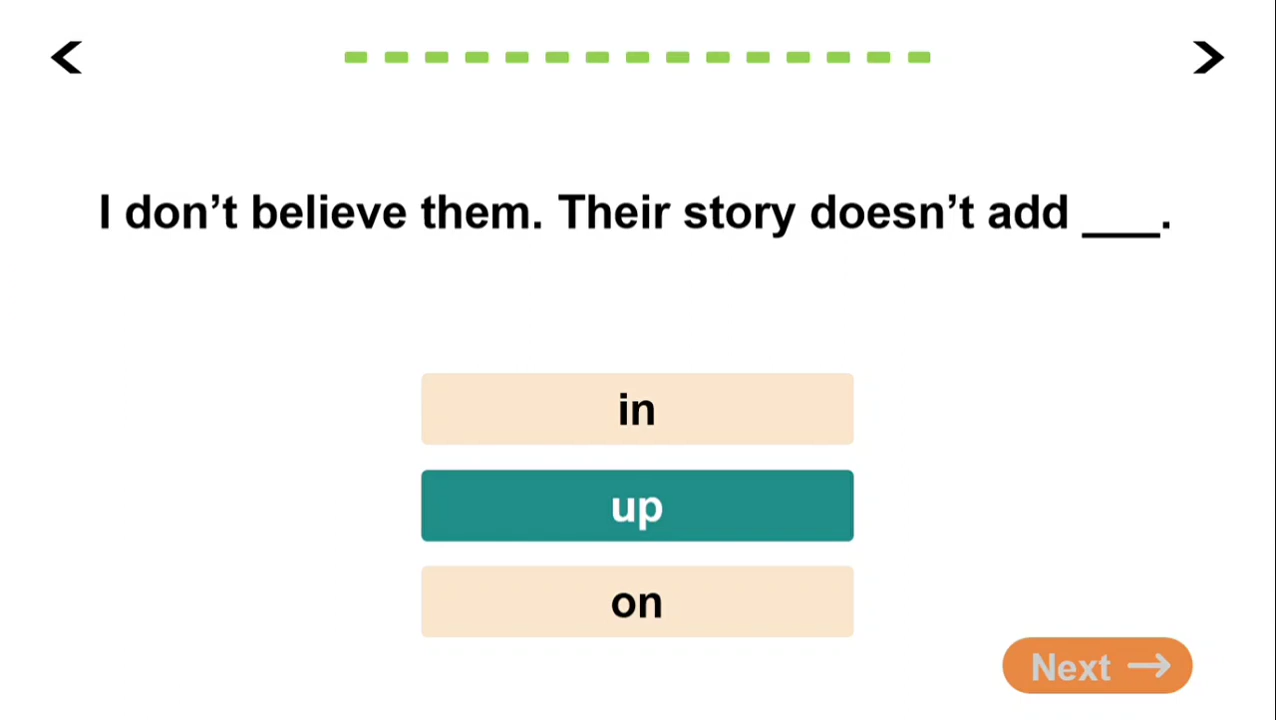 I don’t believe them. Their story doesn’t add ___.
in
up
on
Next →